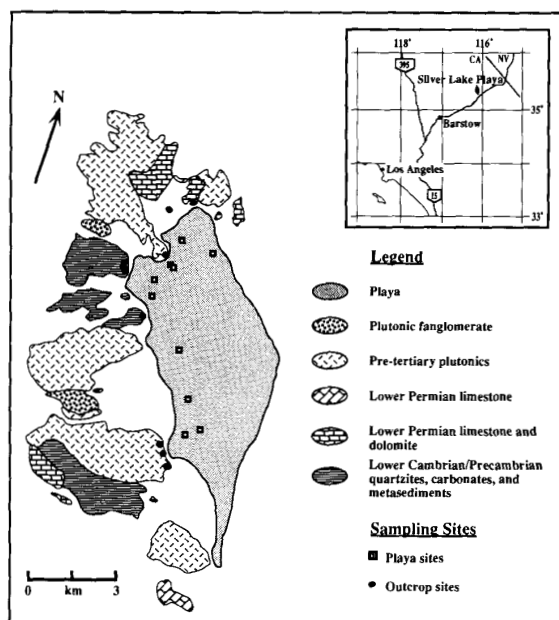 N
118°
116°
395
CA
NV
Silver Lake Playa
35°
Barstow
Los Angeles
15
33°
Legend
Playa
Plutonic fanglomerate
Pre-tertiary plutonics
Lower Permian limestone
Lower Permian limestone and
dolomite
Lower Cambrian/Precambrian
quartzites, carbonates, and
metasediments
Sampling Sites
Playa sites
Outcrop sites
0 km 3